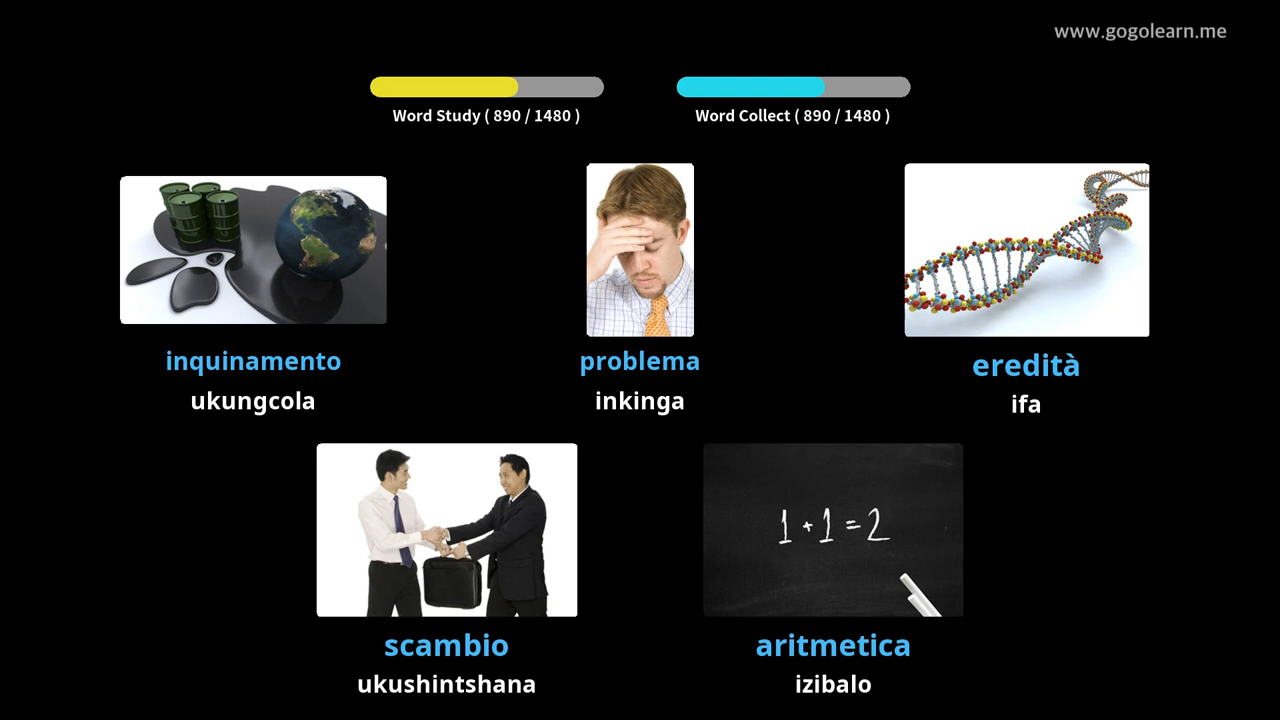 www.gogolearn.me
Word Study ( 890 / 1480 )
Word Collect ( 890 / 1480 )
inquinamento
ukungcola
problema
inkinga
eredità
ifa
1 + 1 = 2
scambio
ukushintshana
aritmetica
izibalo